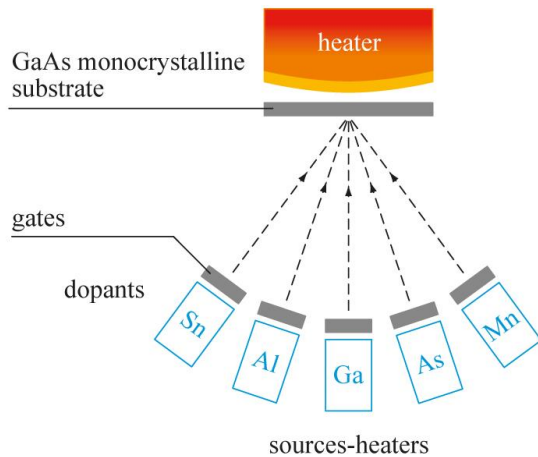 heater
GaAs monocrystalline
substrate
gates
dopants
Sn
Al
Ga
As
Mn
sources-heaters